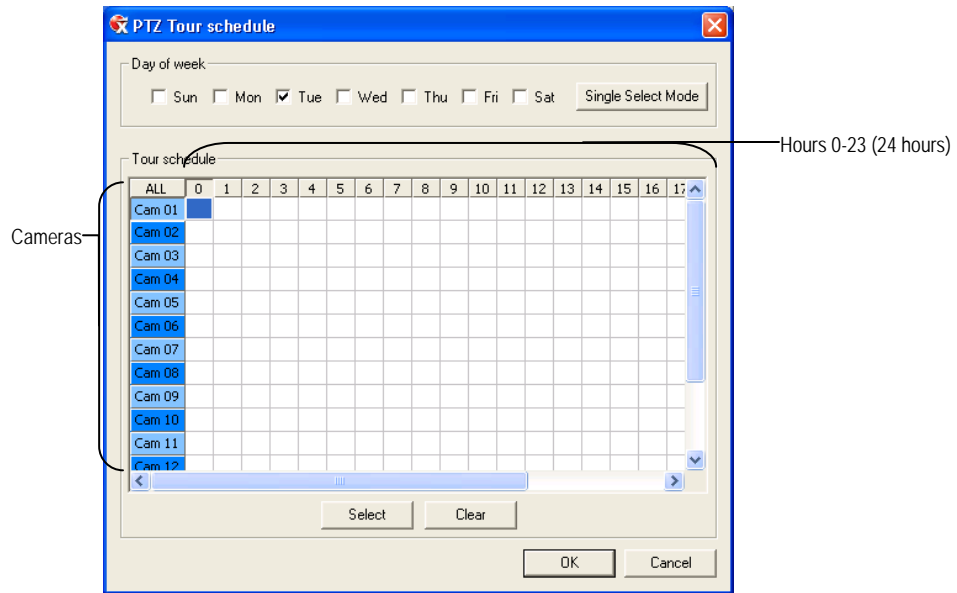 PTZ Tour schedule
Day of week
Sun Mon Tue Wed Thu Fri Sat Single Select Mode
Hours 0-23 (24 hours)
Tour schedule
ALL 0 1 2 3 4 5 6 7 8 9 10 11 12 13 14 15 16 17
Cam 01
Cameras
Cam 02
Cam 03
Cam 04
Cam 05
Cam 06
Cam 07
Cam 08
Cam 09
Cam 10
Cam 11
Cam 12
Select Clear
OK Cancel